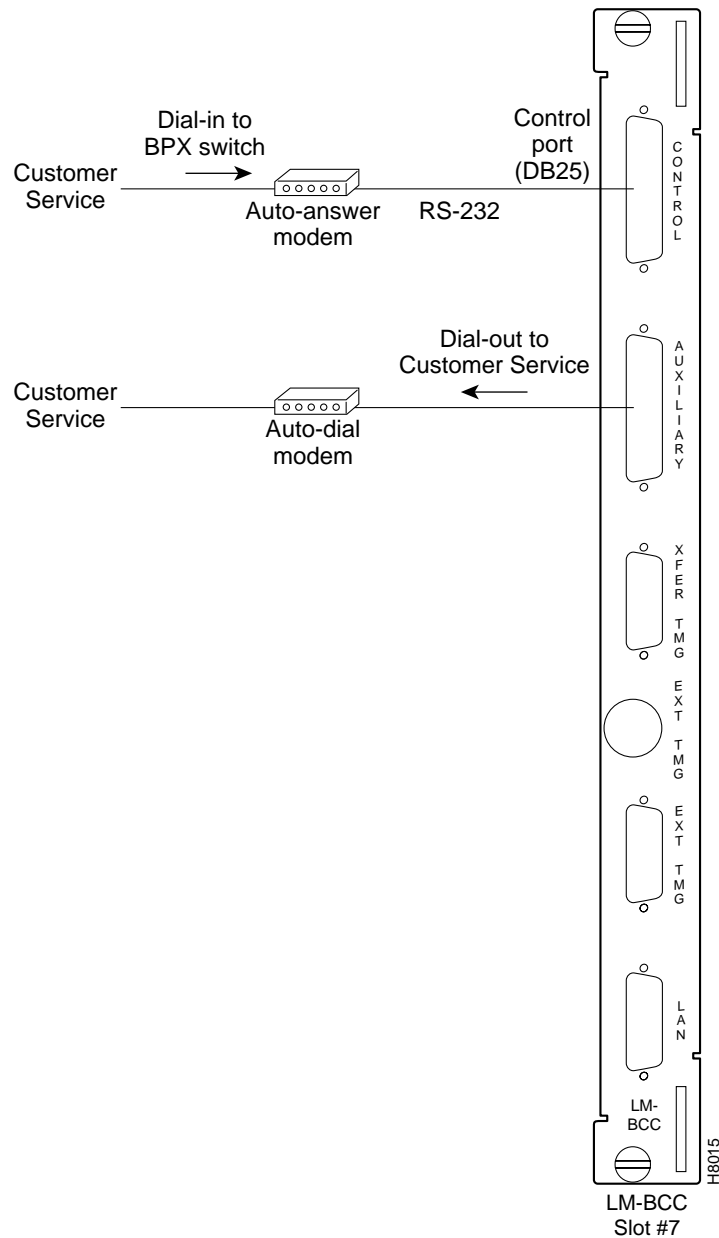 Dial-in to
BPX switch
Customer
Service
Auto-answer
modem
RS-232
Control
port
(DB25)
CONTROL
Dial-out to
Customer Service
Customer
Service
Auto-dial
modem
AUXILIARY
XFER TMG
EXT TMG
EXT TMG
LAN
LM-
BCC
H8015
LM-BCC
Slot #7